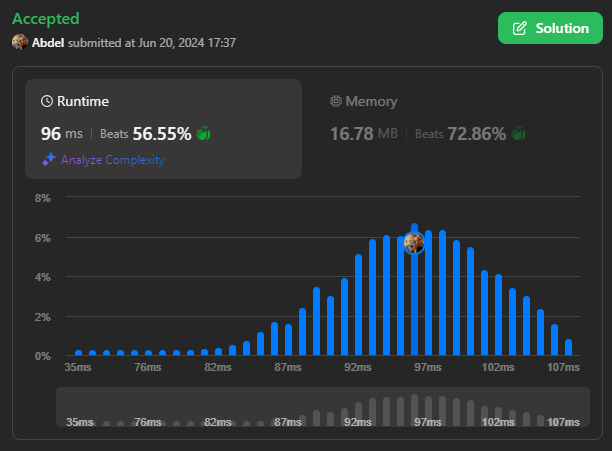 Accepted
Abdel submitted at Jun 20, 2024 17:37
Solution
Runtime
96 ms | Beats 56.55%
Analyze Complexity
Memory
16.78 MB | Beats 72.86%
8%
6%
4%
2%
0%
35ms 76ms 82ms 87ms 92ms 97ms 102ms 107ms
35ms 76ms 82ms 87ms 92ms 97ms 102ms 107ms